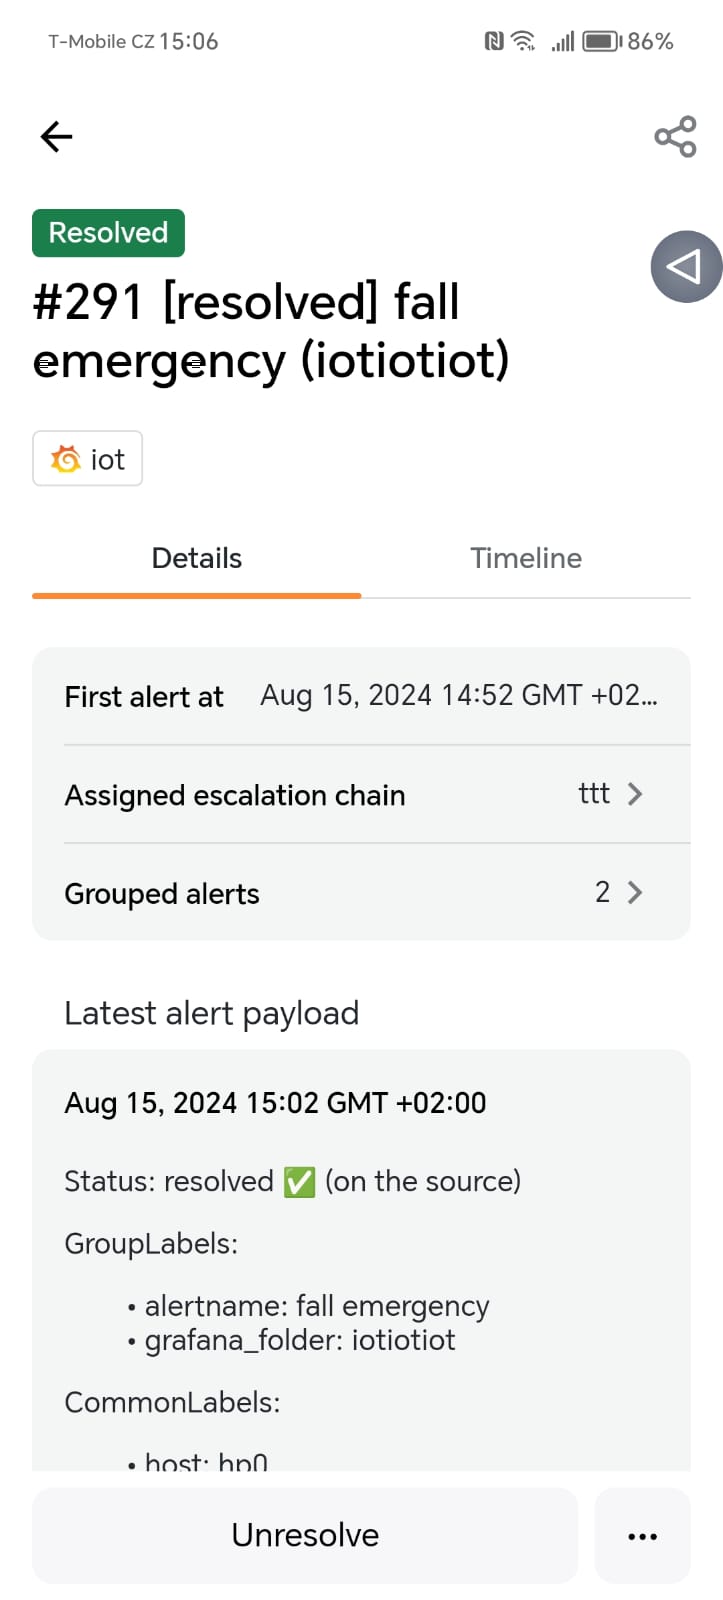 T-Mobile CZ 15:06
86%
Resolved
#291 [resolved] fall
emergency (iotiotiot)
iot
Details
Timeline
First alert at
Aug 15, 2024 14:52 GMT +02...
Assigned escalation chain
ttt
Grouped alerts
2
Latest alert payload
Aug 15, 2024 15:02 GMT +02:00
Status: resolved ✅ (on the source)
GroupLabels:
• alertname: fall emergency
• grafana_folder: iotiotiot
CommonLabels:
• host: hp0
Unresolve
...